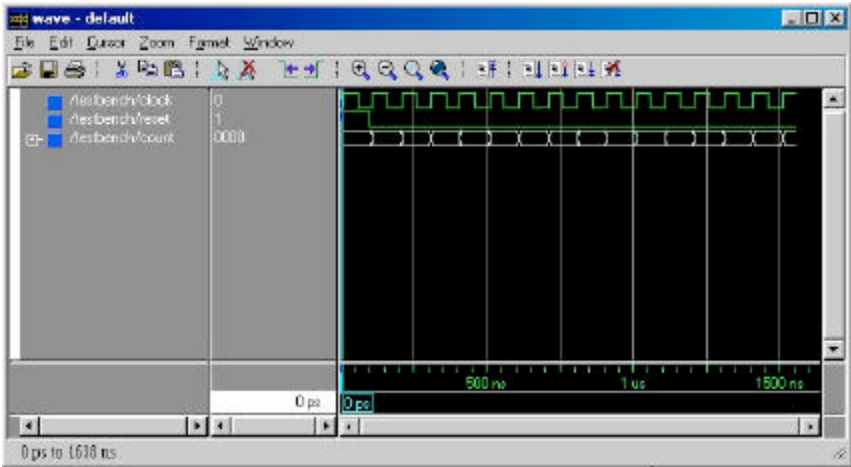 wave - default
File Edit Cursor Zoom Format Window
/testbench/clock 0
/testbench/reset 1
/testbench/count 0000
500 ns 1 us 1500 ns
0 ps 0 ps
0 ps to 1638 ns